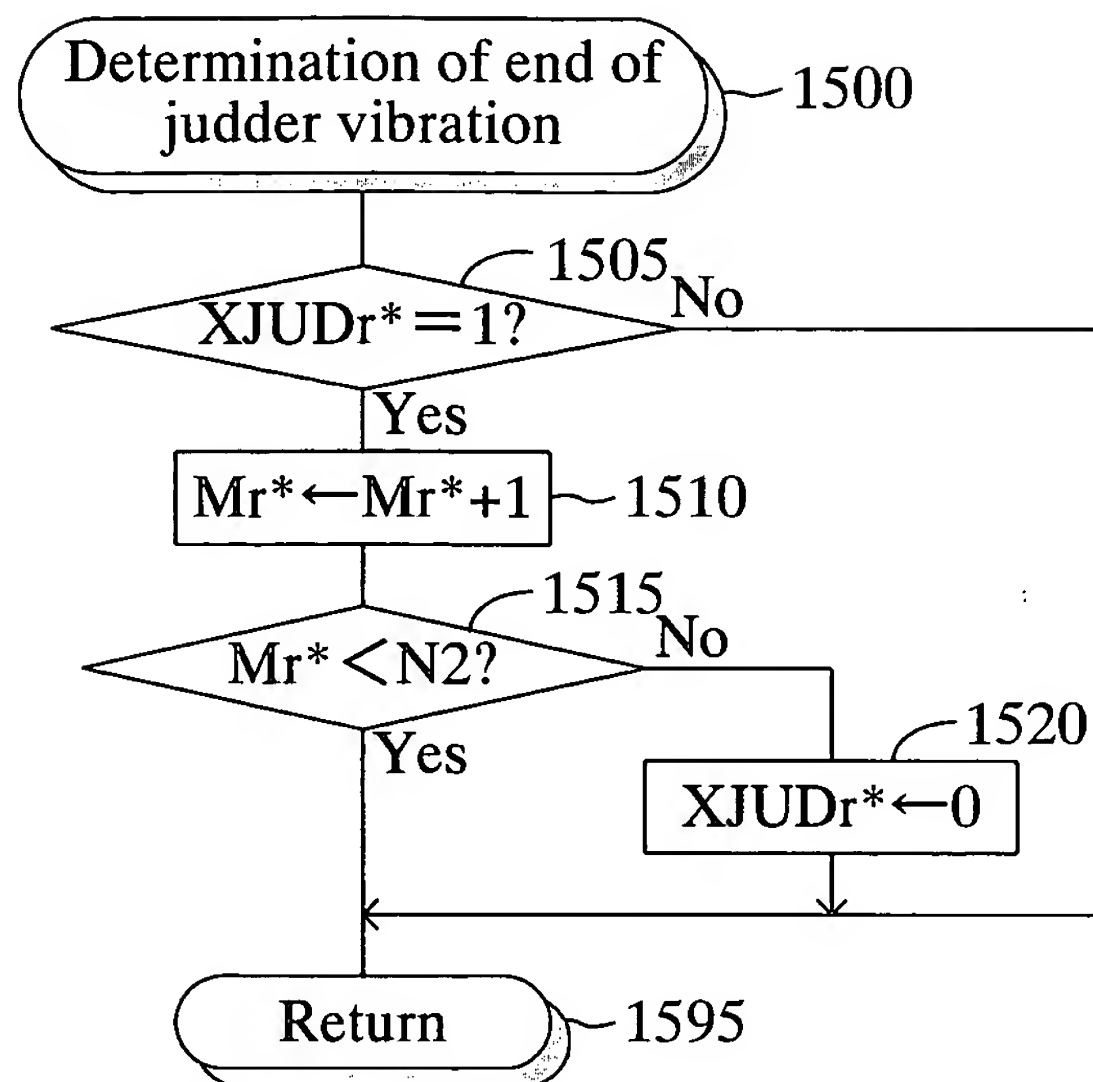 Determination of end of
judder vibration
1500
1505
XJUDr*=1?
No
Yes
Mr*←Mr*+1
1510
1515
Mr*<N2?
No
Yes
1520
XJUDr*←0
Return
1595